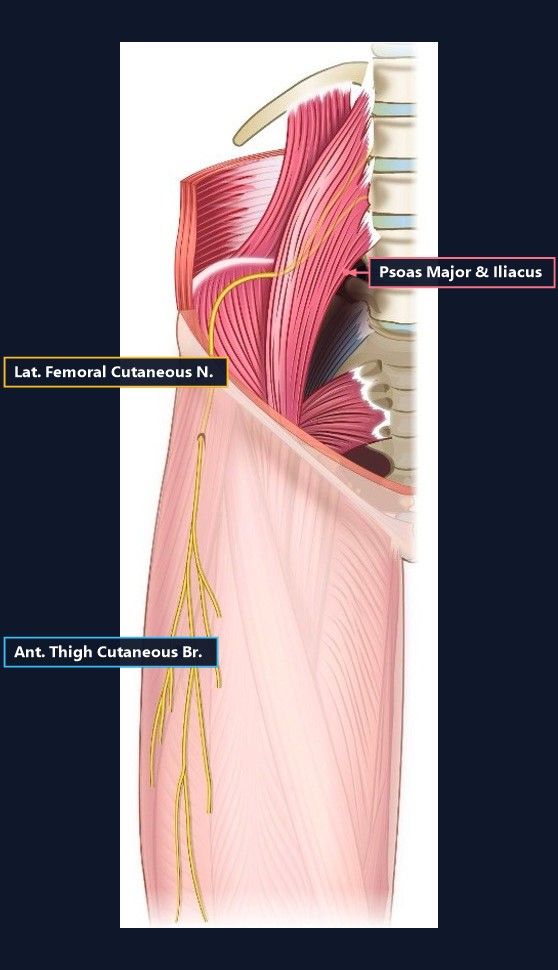 Psoas Major & Iliacus
Lat. Femoral Cutaneous N.
Ant. Thigh Cutaneous Br.